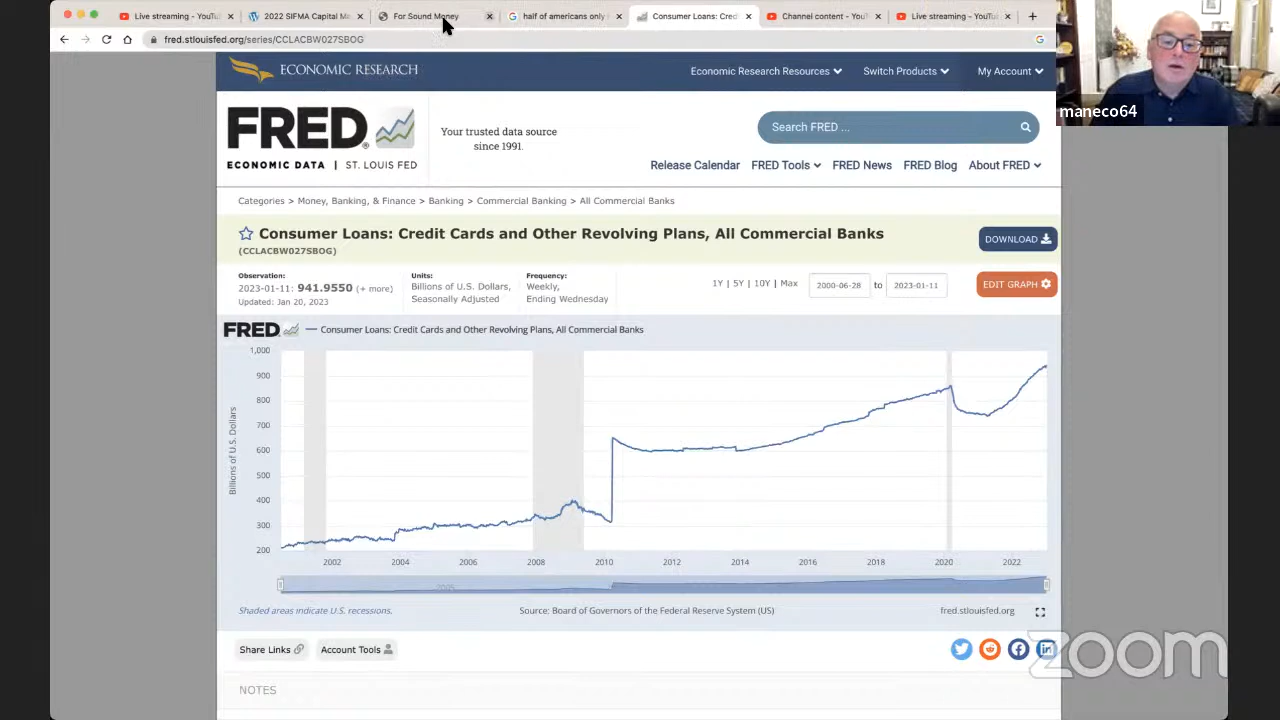 Live streaming - YouTu
2022 SIFMA Capital M
For Sound Money
half of americans only
Consumer Loans: Cred
Channel content - You
Live streaming - YouTu
fred.stlouisfed.org/series/CCLACBW027SBOG
maneco64
ECONOMIC RESEARCH
Economic Research Resources
Switch Products
My Account
FRED
ECONOMIC DATA | ST. LOUIS FED
Your trusted data source
since 1991.
Search FRED ...
Release Calendar
FRED Tools
FRED News
FRED Blog
About FRED
Categories > Money, Banking, & Finance > Banking > Commercial Banking > All Commercial Banks
Consumer Loans: Credit Cards and Other Revolving Plans, All Commercial Banks
(CCLACBW027SBOG)
DOWNLOAD
Observation:
2023-01-11: 941.9550 (+ more)
Updated: Jan 20, 2023
Units:
Billions of U.S. Dollars,
Seasonally Adjusted
Frequency:
Weekly,
Ending Wednesday
1Y | 5Y | 10Y | Max
2000-06-28 to 2023-01-11
EDIT GRAPH
FRED
Consumer Loans: Credit Cards and Other Revolving Plans, All Commercial Banks
Billions of U.S. Dollars
1,000
900
800
700
600
500
400
300
200
2002 2004 2006 2008 2010 2012 2014 2016 2018 2020 2022
2005
Shaded areas indicate U.S. recessions.
Source: Board of Governors of the Federal Reserve System (US)
fred.stlouisfed.org
Share Links
Account Tools
zoom
NOTES